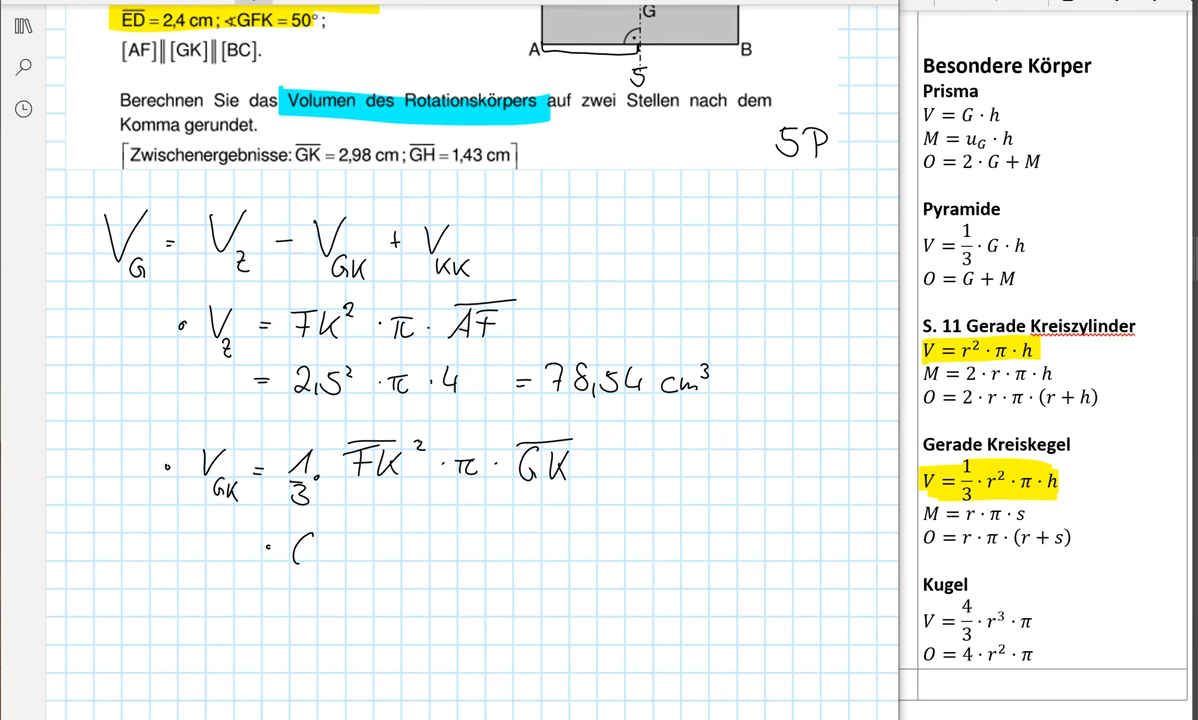 ED = 2,4 cm ; ∢GFK = 50° ;
[AF] ∥ [GK] ∥ [BC].
G
A
B
5
Berechnen Sie das Volumen des Rotationskörpers auf zwei Stellen nach dem
Komma gerundet.
[Zwischenergebnisse: GK = 2,98 cm ; GH = 1,43 cm]
5P
V_G = V_Z − V_GK + V_KK
• V_Z = FK² · π · AF
= 2,5² · π · 4 = 78,54 cm³
• V_GK = 1/3 · FK² · π · GK
· (
Besondere Körper
Prisma
V = G · h
M = u_G · h
O = 2 · G + M
Pyramide
V = 1/3 · G · h
O = G + M
S. 11 Gerade Kreiszylinder
V = r² · π · h
M = 2 · r · π · h
O = 2 · r · π · (r + h)
Gerade Kreiskegel
V = 1/3 · r² · π · h
M = r · π · s
O = r · π · (r + s)
Kugel
V = 4/3 · r³ · π
O = 4 · r² · π